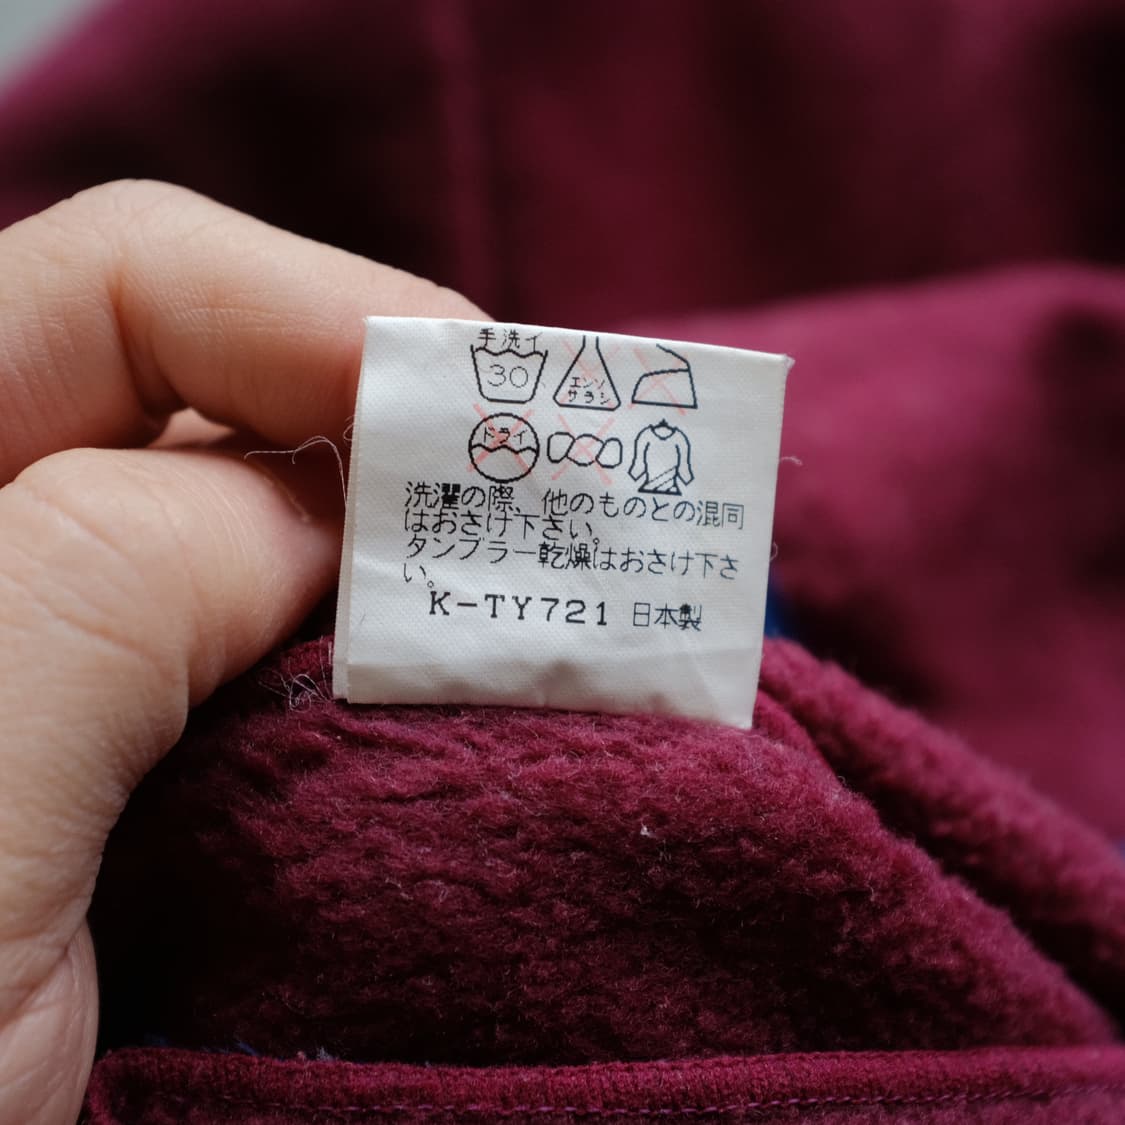 手洗イ
30
エンソ
サラシ
ドライ
洗濯の際、他のものとの混同
はおさけ下さい。
タンブラー乾燥はおさけ下さ
い。
K-TY721 日本製